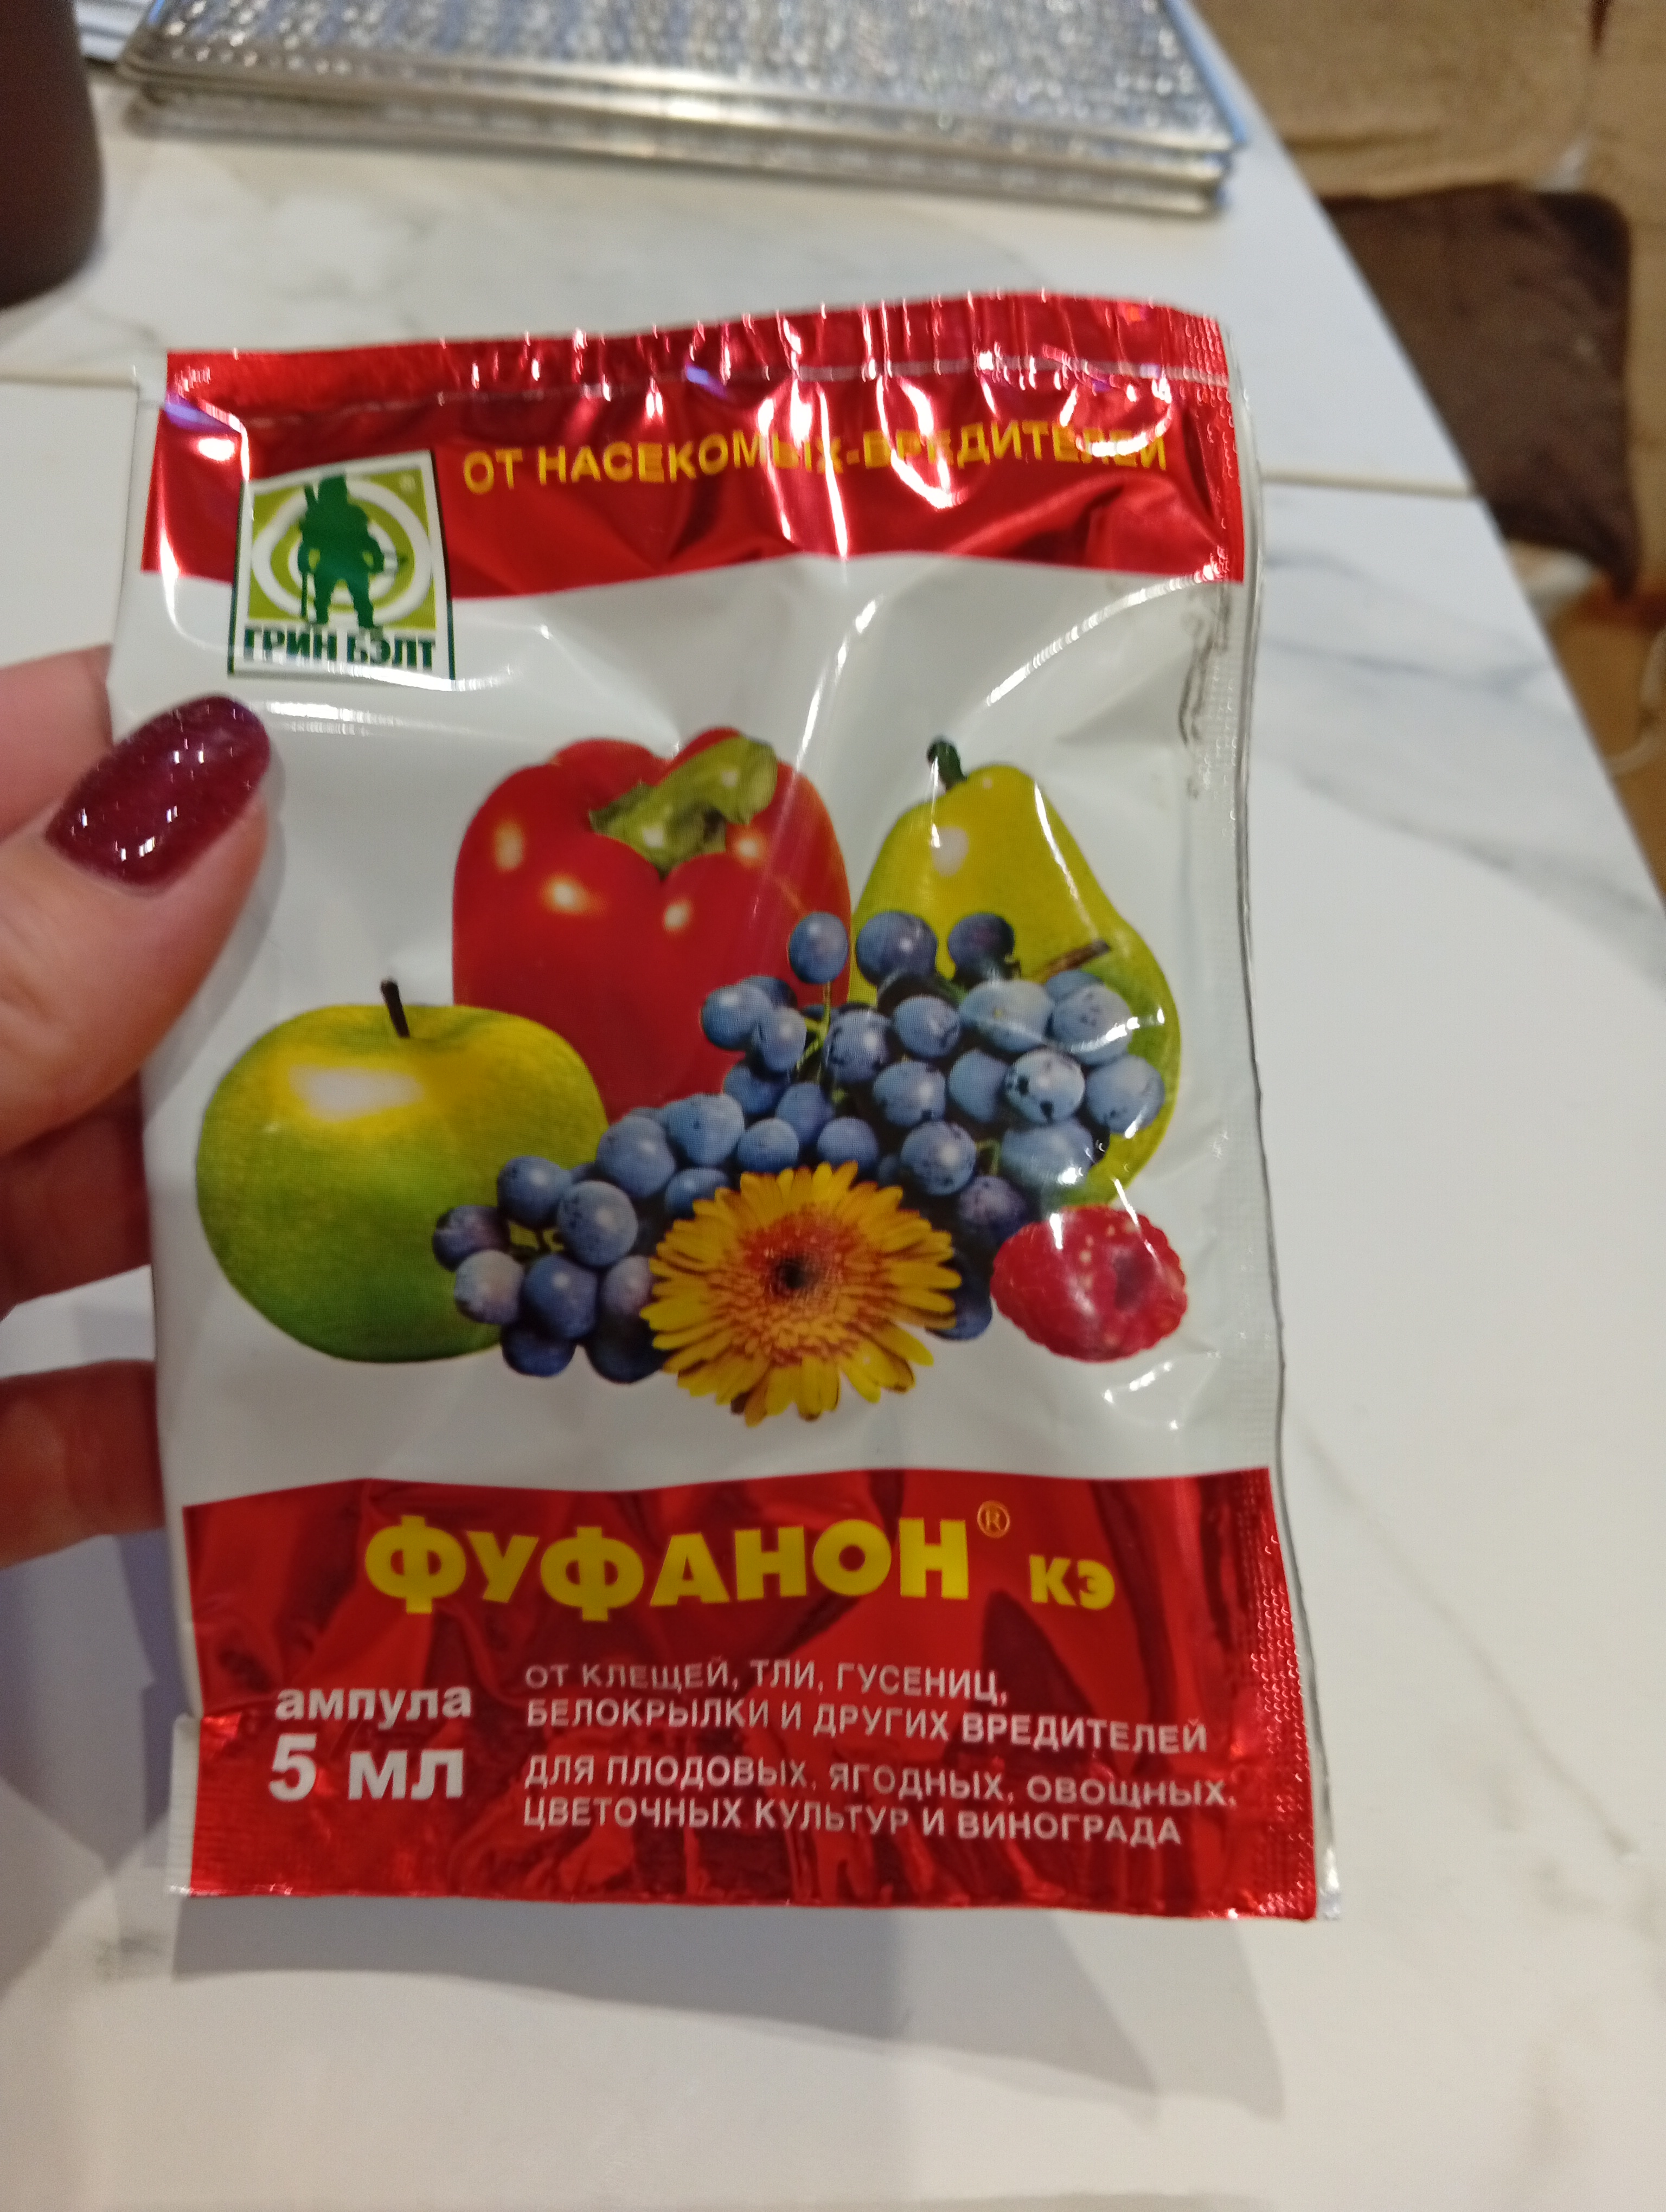 ОТ НАСЕКОМЫХ-ВРЕДИТЕЛЕЙ
®
ГРИН БЭЛТ
ФУФАНОН® КЭ
ампула
5 мл
ОТ КЛЕЩЕЙ, ТЛИ, ГУСЕНИЦ,
БЕЛОКРЫЛКИ И ДРУГИХ ВРЕДИТЕЛЕЙ
ДЛЯ ПЛОДОВЫХ, ЯГОДНЫХ, ОВОЩНЫХ,
ЦВЕТОЧНЫХ КУЛЬТУР И ВИНОГРАДА